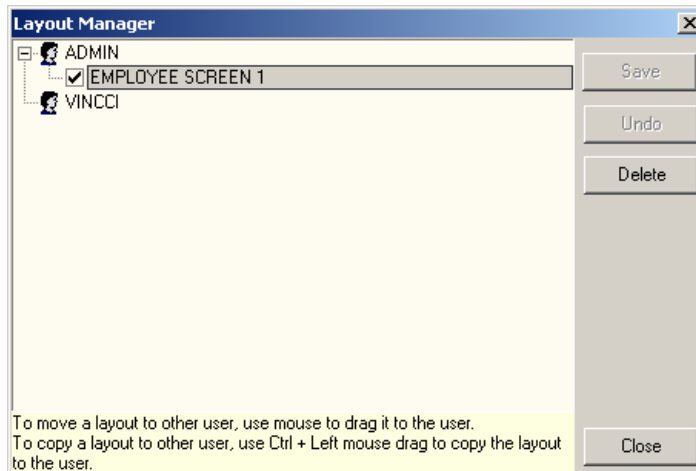 Layout Manager
ADMIN
EMPLOYEE SCREEN 1
VINCCI
Save
Undo
Delete
To move a layout to other user, use mouse to drag it to the user.
To copy a layout to other user, use Ctrl + Left mouse drag to copy the layout
to the user.
Close